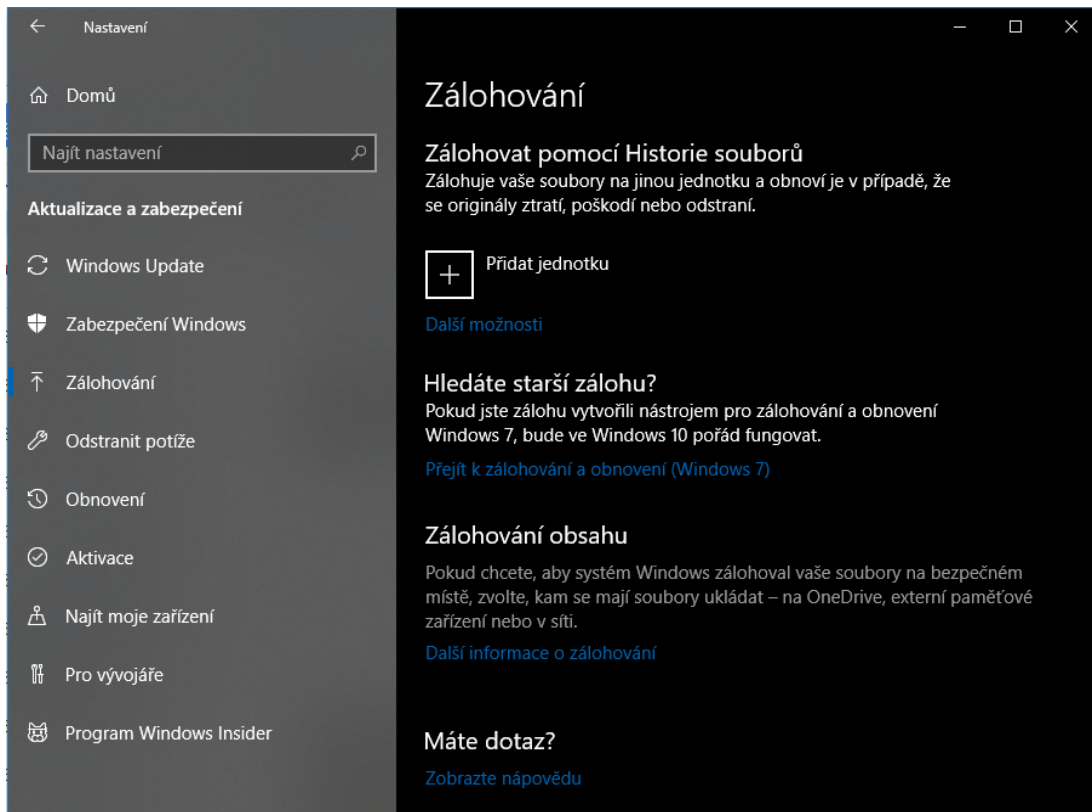 Nastavení
Domů
Najít nastavení
Aktualizace a zabezpečení
Windows Update
Zabezpečení Windows
Zálohování
Odstranit potíže
Obnovení
Aktivace
Najít moje zařízení
Pro vývojáře
Program Windows Insider
Zálohování
Zálohovat pomocí Historie souborů
Zálohuje vaše soubory na jinou jednotku a obnoví je v případě, že
se originály ztratí, poškodí nebo odstraní.
Přidat jednotku
Další možnosti
Hledáte starší zálohu?
Pokud jste zálohu vytvořili nástrojem pro zálohování a obnovení
Windows 7, bude ve Windows 10 pořád fungovat.
Přejít k zálohování a obnovení (Windows 7)
Zálohování obsahu
Pokud chcete, aby systém Windows zálohoval vaše soubory na bezpečném
místě, zvolte, kam se mají soubory ukládat – na OneDrive, externí paměťové
zařízení nebo v síti.
Další informace o zálohování
Máte dotaz?
Zobrazte nápovědu